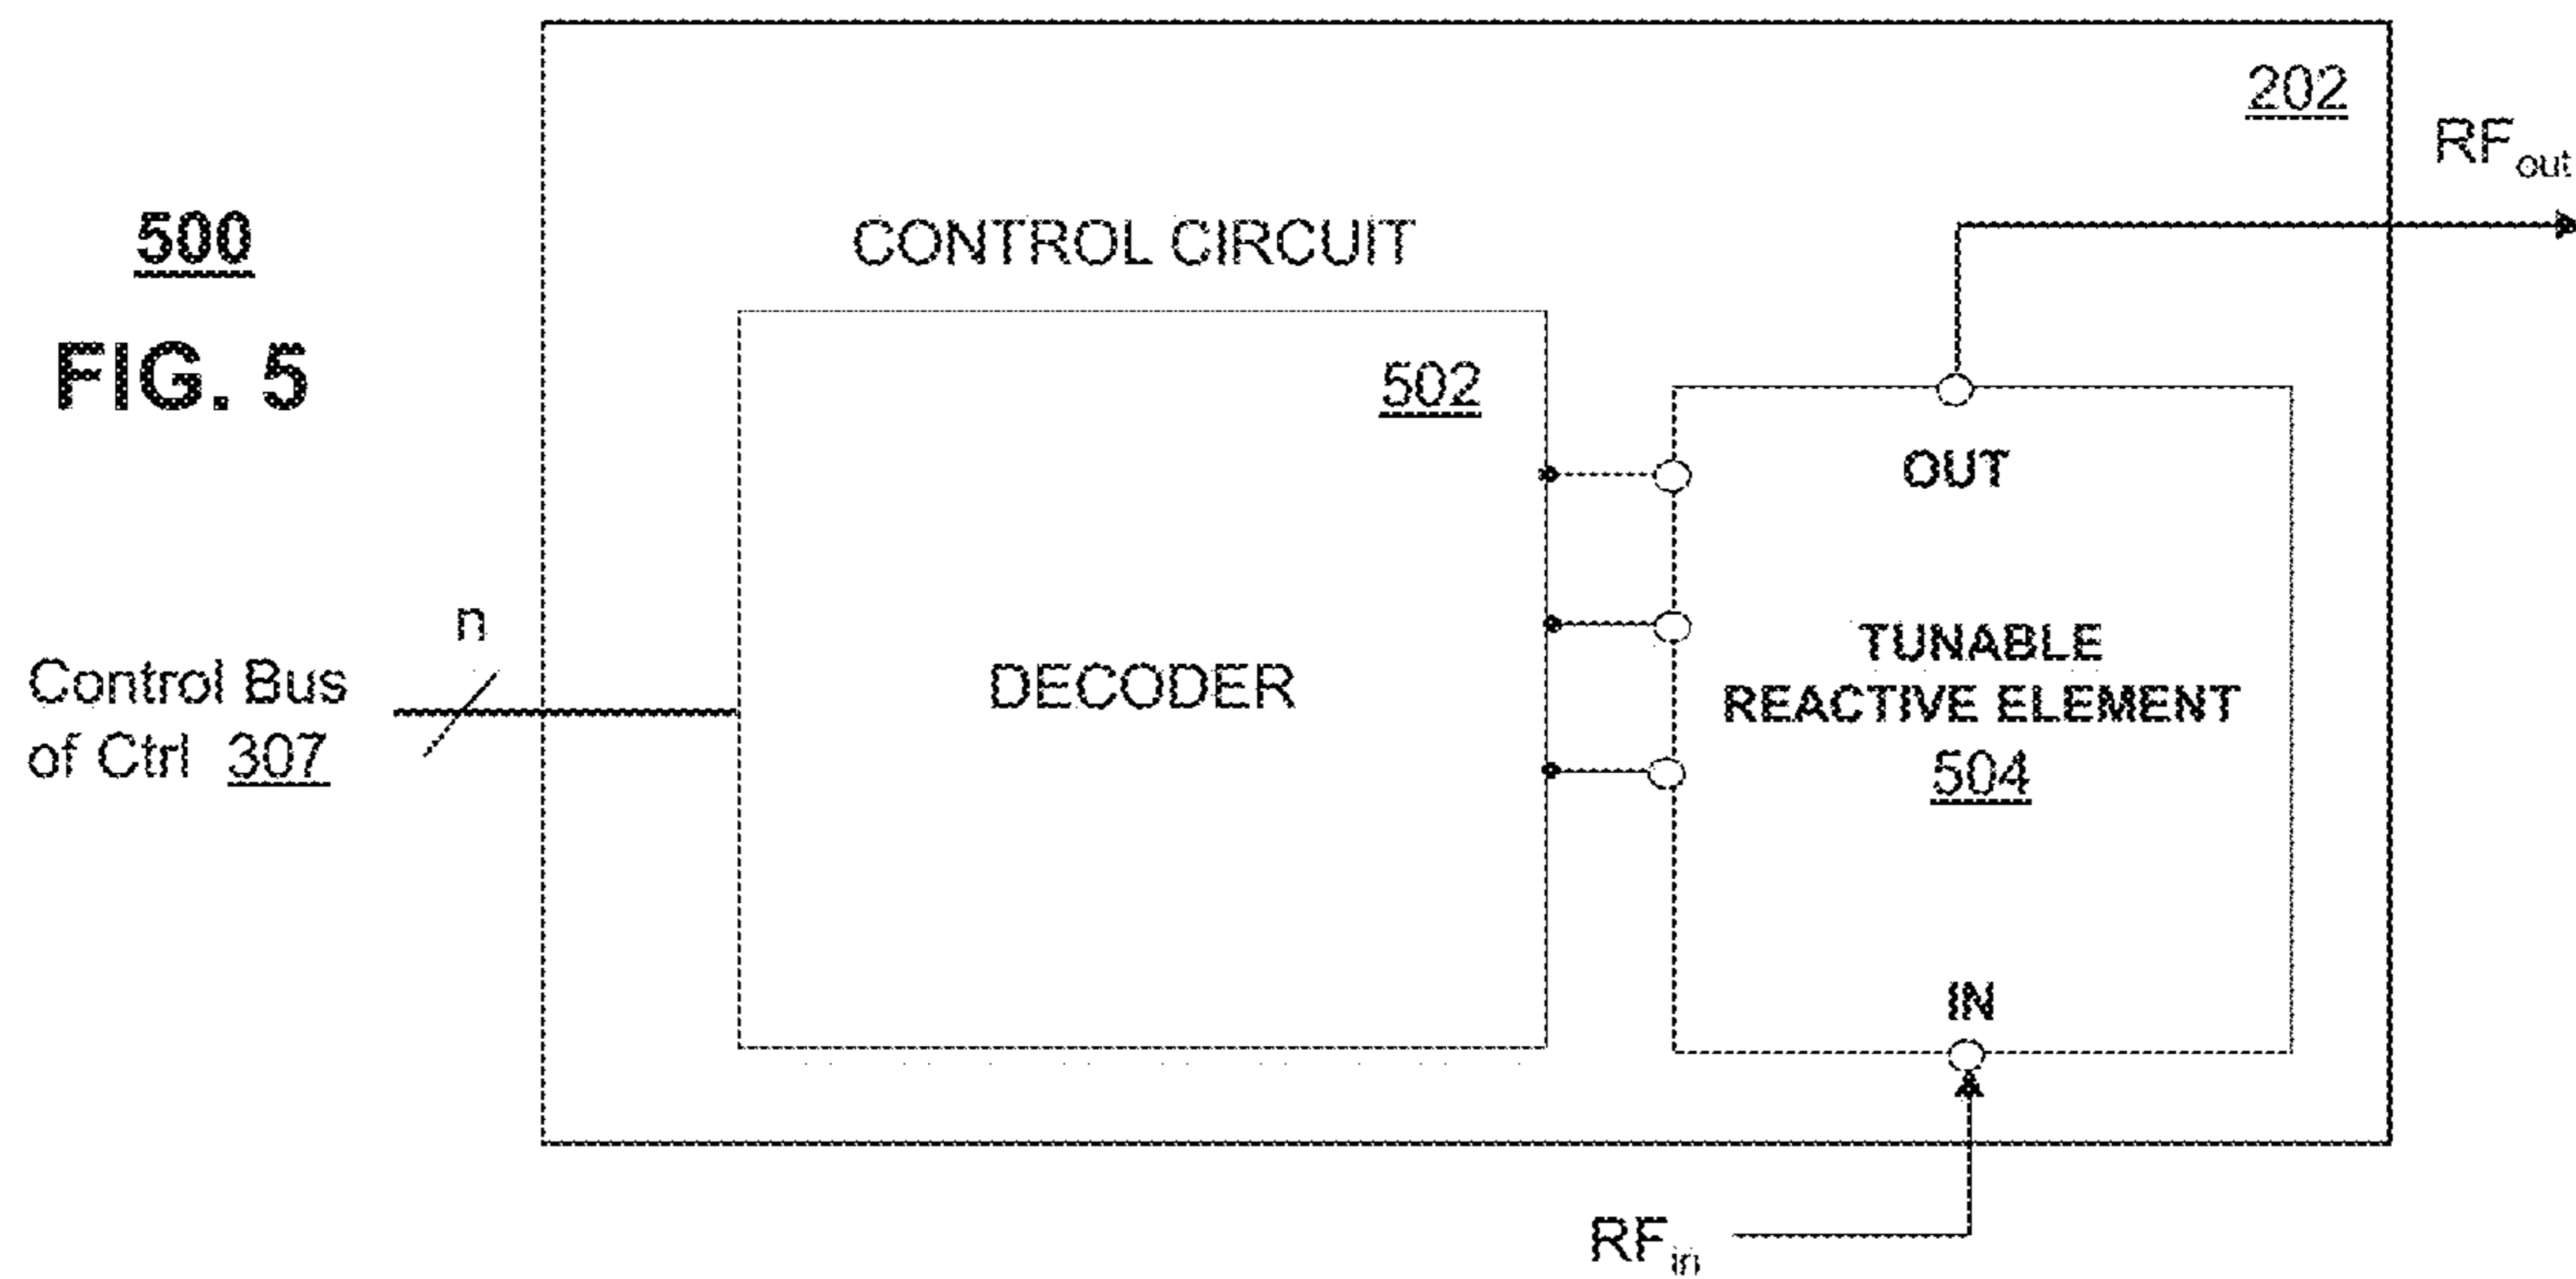 500
FIG. 5
Control Bus
of Ctrl 307
n
202
CONTROL CIRCUIT
502
DECODER
RFout
OUT
TUNABLE
REACTIVE ELEMENT
504
IN
RFin